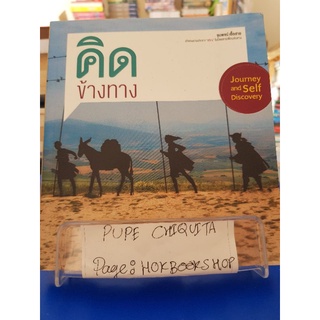 คิด
ข้างทาง
Journey
and Self
Discovery
PUPE CHIQUITA
Page: HOKBOOKSHOP